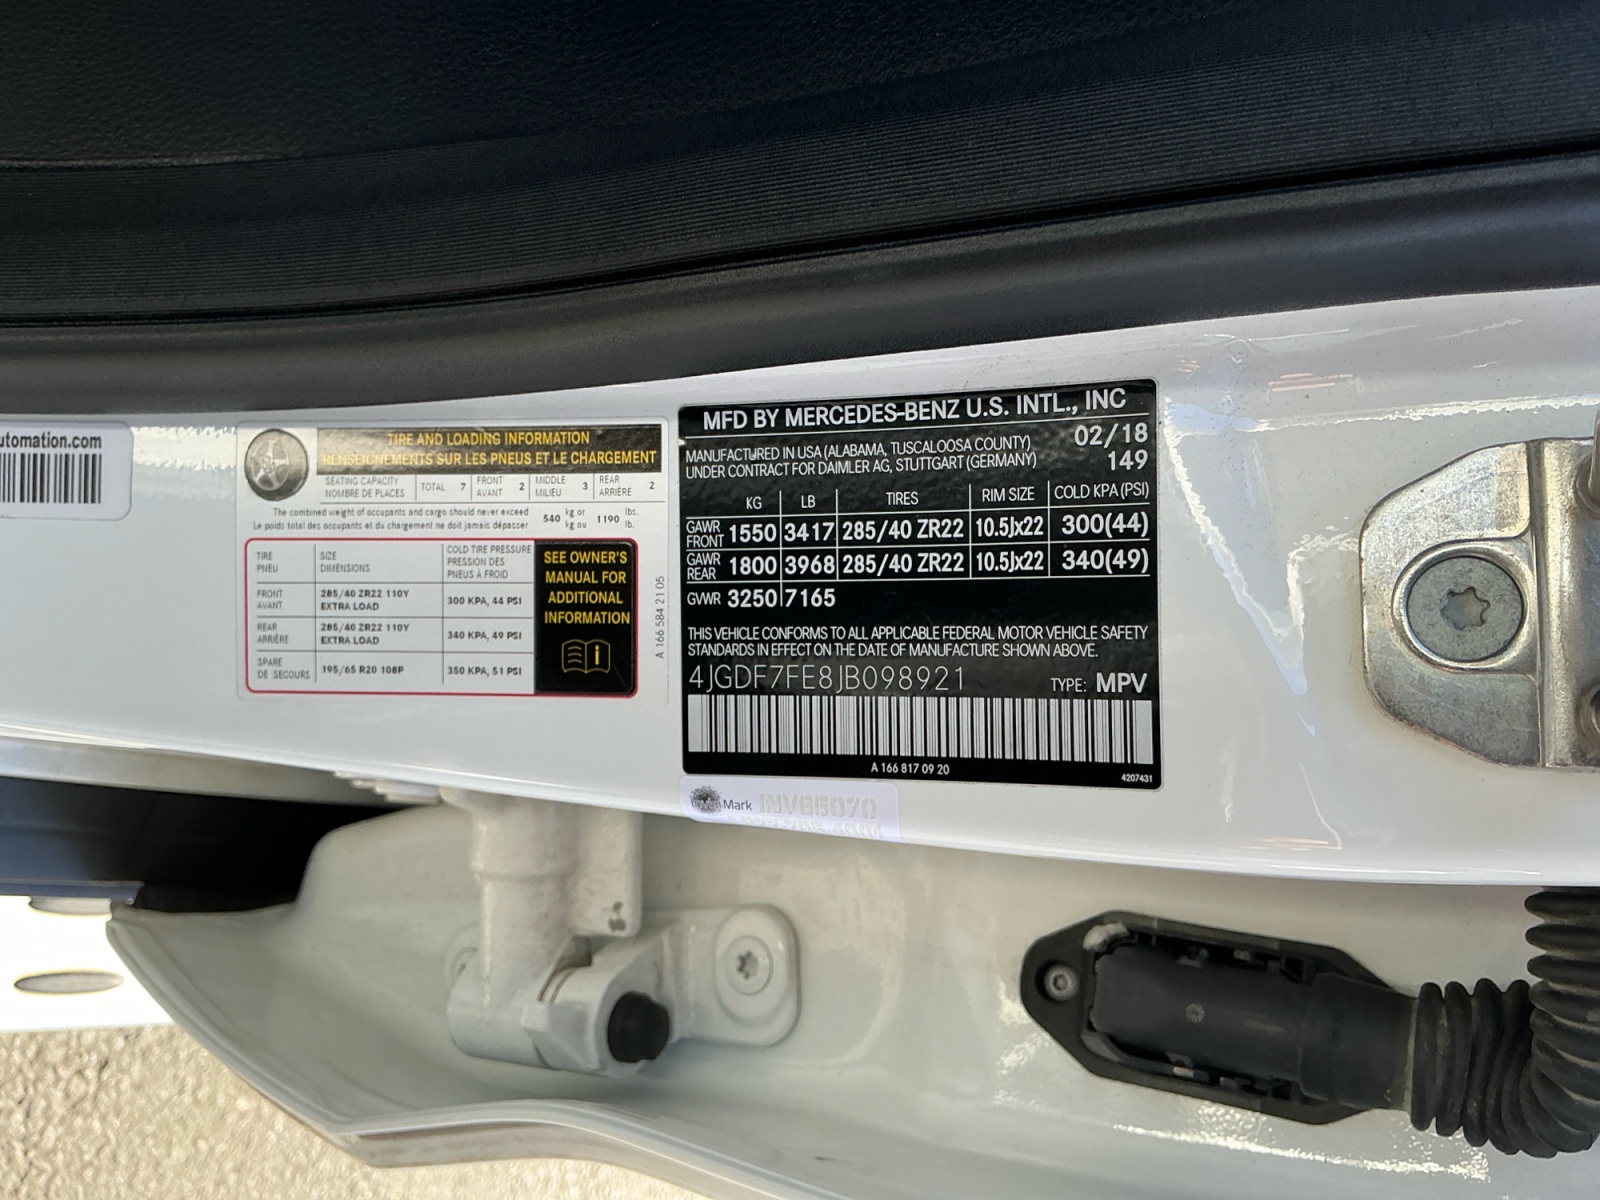 utomation.com
TIRE AND LOADING INFORMATION
RENSEIGNEMENTS SUR LES PNEUS ET LE CHARGEMENT
SEATING CAPACITY TOTAL 7 FRONT 2 MIDDLE 3 REAR 2
NOMBRE DE PLACES AVANT MILIEU ARRIÈRE
The combined weight of occupants and cargo should never exceed 540 kg or 1190 lbs.
Le poids total des occupants et du chargement ne doit jamais dépasser kg ou lb.
TIRE SIZE COLD TIRE PRESSURE
PNEU DIMENSIONS PRESSION DES
PNEUS À FROID
FRONT 285/40 ZR22 110Y 300 KPA, 44 PSI
AVANT EXTRA LOAD
REAR 285/40 ZR22 110Y 340 KPA, 49 PSI
ARRIÈRE EXTRA LOAD
SPARE 195/65 R20 108P 350 KPA, 51 PSI
DE SECOURS
SEE OWNER'S
MANUAL FOR
ADDITIONAL
INFORMATION
A 166 584 21 05
MFD BY MERCEDES-BENZ U.S. INTL., INC
MANUFACTURED IN USA (ALABAMA, TUSCALOOSA COUNTY) 02/18
UNDER CONTRACT FOR DAIMLER AG, STUTTGART (GERMANY) 149
KG LB TIRES RIM SIZE COLD KPA (PSI)
GAWR FRONT 1550 3417 285/40 ZR22 10.5Jx22 300(44)
GAWR REAR 1800 3968 285/40 ZR22 10.5Jx22 340(49)
GVWR 3250 7165
THIS VEHICLE CONFORMS TO ALL APPLICABLE FEDERAL MOTOR VEHICLE SAFETY
STANDARDS IN EFFECT ON THE DATE OF MANUFACTURE SHOWN ABOVE.
4JGDF7FE8JB098921 TYPE: MPV
A 166 817 09 20
4207431
Mark INV65070